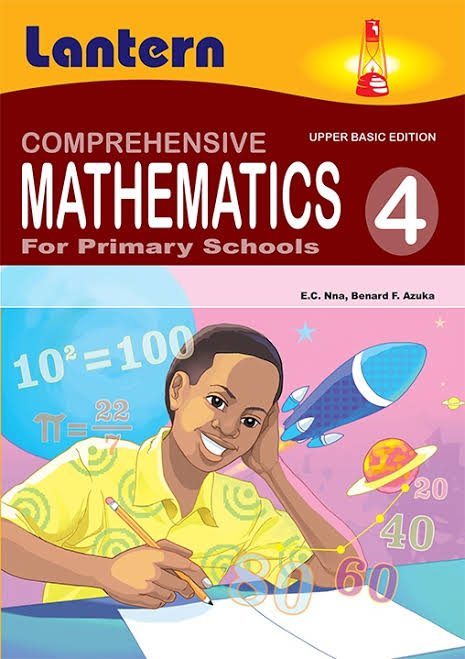 Lantern
COMPREHENSIVE
UPPER BASIC EDITION
MATHEMATICS 4
For Primary Schools
E.C. Nna, Benard F. Azuka
10² = 100
π = 22/7
20
40
80 60